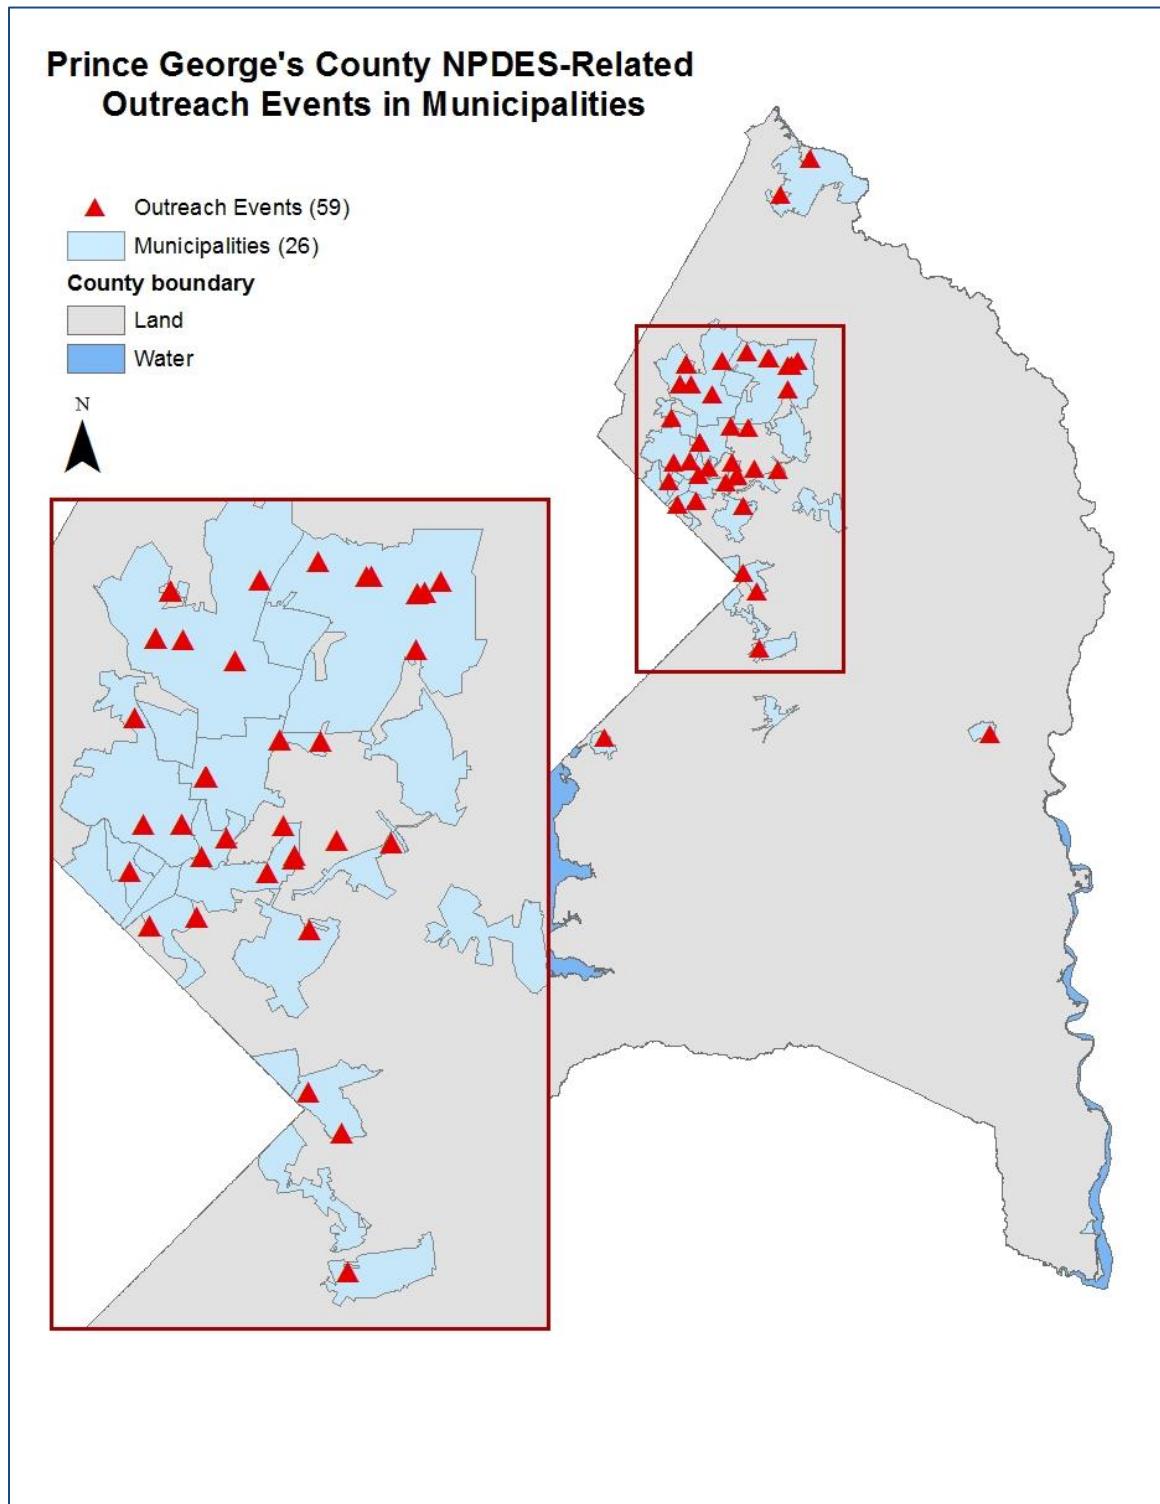 Prince George's County NPDES-Related
Outreach Events in Municipalities
Outreach Events (59)
Municipalities (26)
County boundary
Land
Water
N